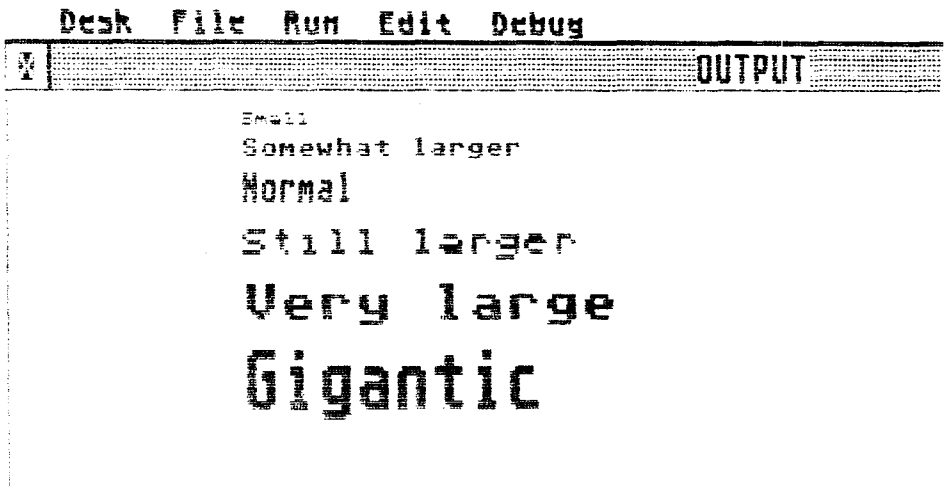 Desk File Run Edit Debug
OUTPUT
Small
Somewhat larger
Normal
Still larger
Very large
Gigantic